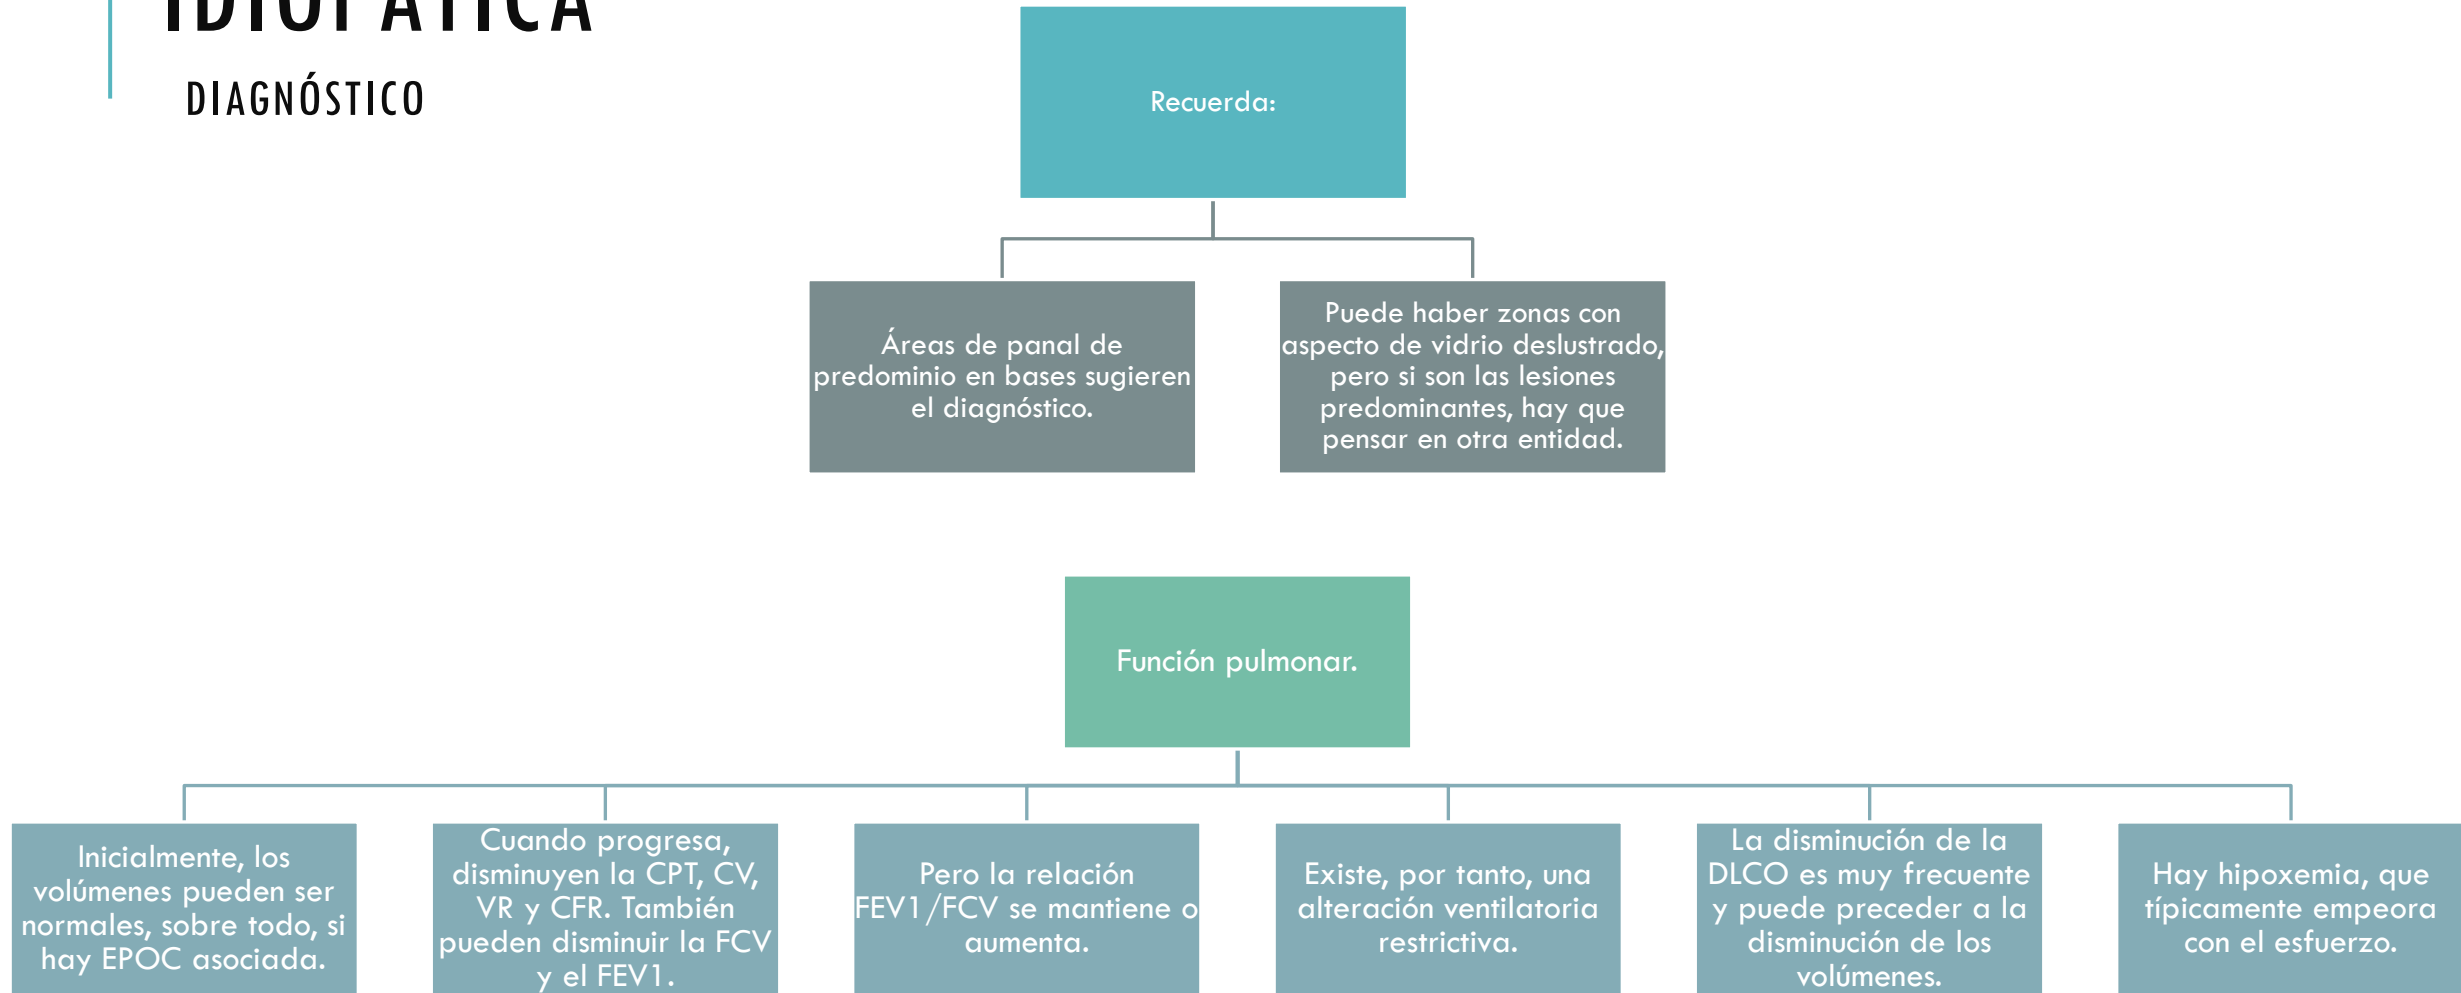 IDIOPÁTICA
DIAGNÓSTICO
Recuerda:
Áreas de panal de
predominio en bases sugieren
el diagnóstico.
Puede haber zonas con
aspecto de vidrio deslustrado,
pero si son las lesiones
predominantes, hay que
pensar en otra entidad.
Función pulmonar.
Inicialmente, los
volúmenes pueden ser
normales, sobre todo, si
hay EPOC asociada.
Cuando progresa,
disminuyen la CPT, CV,
VR y CFR. También
pueden disminuir la FCV
y el FEV1.
Pero la relación
FEV1/FCV se mantiene o
aumenta.
Existe, por tanto, una
alteración ventilatoria
restrictiva.
La disminución de la
DLCO es muy frecuente
y puede preceder a la
disminución de los
volúmenes.
Hay hipoxemia, que
típicamente empeora
con el esfuerzo.